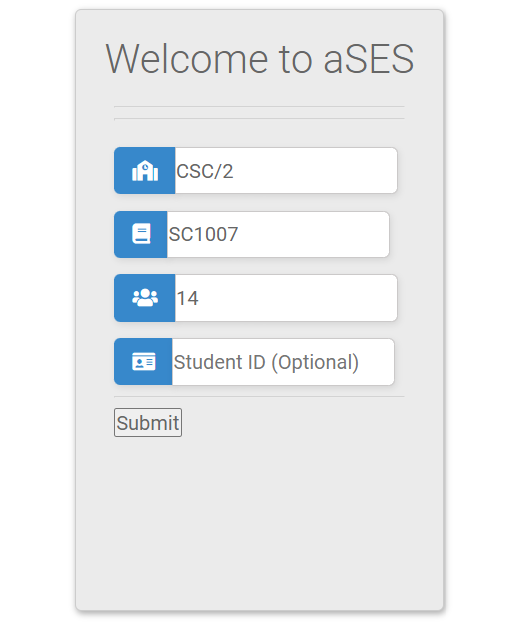 Welcome to aSES
CSC/2
SC1007
14
Student ID (Optional)
Submit